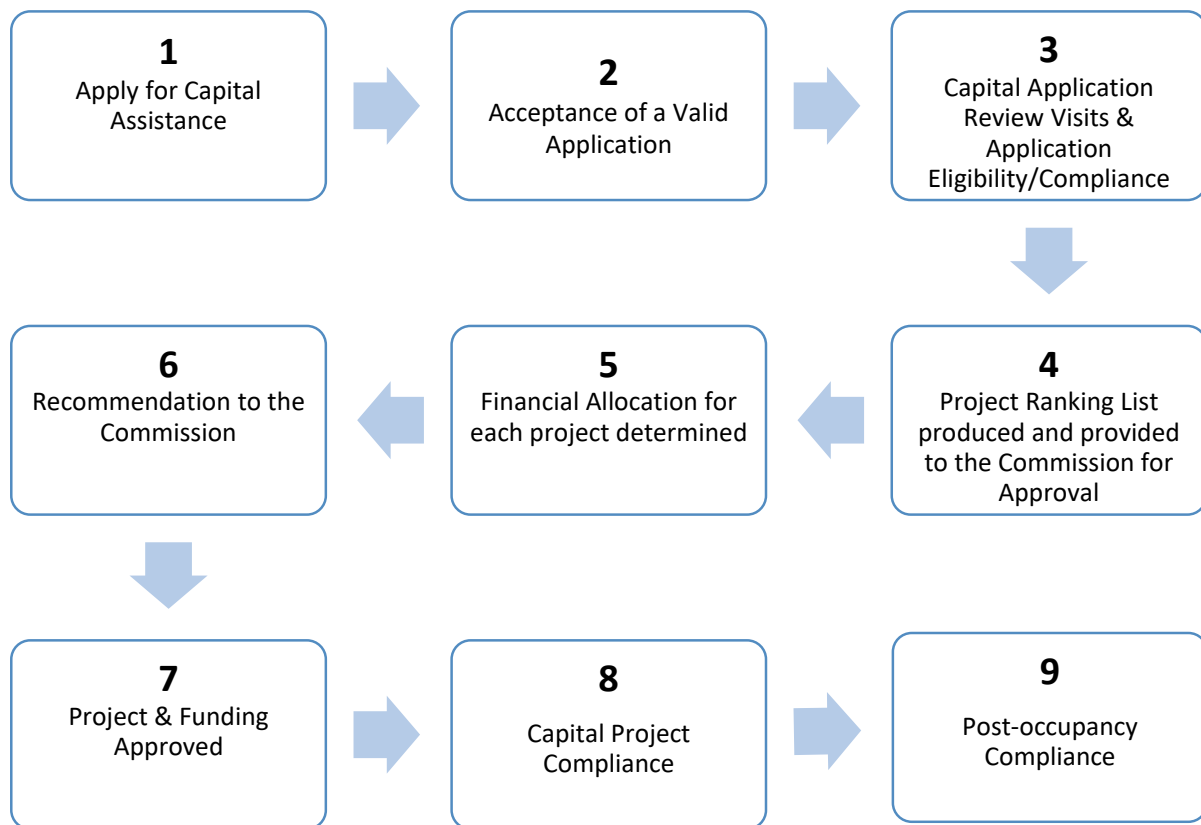 1
Apply for Capital
Assistance
2
Acceptance of a Valid
Application
3
Capital Application
Review Visits &
Application
Eligibility/Compliance
4
Project Ranking List
produced and provided
to the Commission for
Approval
5
Financial Allocation for
each project determined
6
Recommendation to the
Commission
7
Project & Funding
Approved
8
Capital Project
Compliance
9
Post-occupancy
Compliance